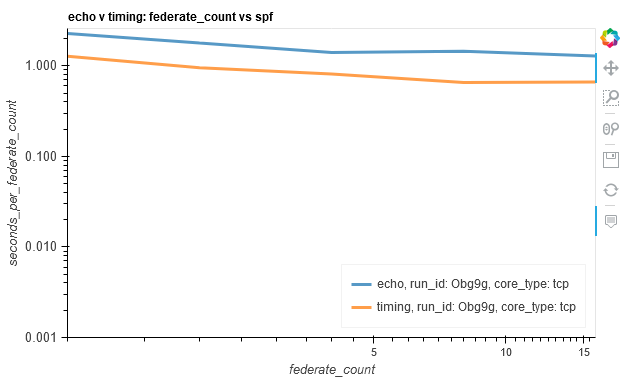 echo v timing: federate_count vs spf
seconds_per_federate_count
1.000
0.100
0.010
0.001
echo, run_id: Obg9g, core_type: tcp
timing, run_id: Obg9g, core_type: tcp
5
10
15
federate_count